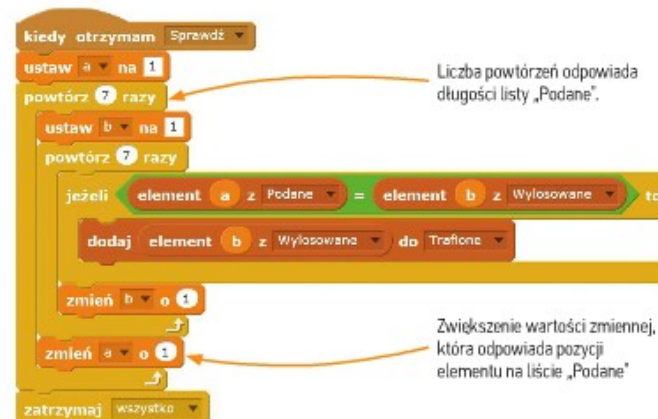 kiedy otrzymam Sprawdź
ustaw a na 1
powtórz 7 razy
Liczba powtórzeń odpowiada
długości listy „Podane”.
ustaw b na 1
powtórz 7 razy
jeżeli element a z Podane = element b z Wylosowane to
dodaj element b z Wylosowane do Trafione
zmień b o 1
zmień a o 1
Zwiększenie wartości zmiennej,
która odpowiada pozycji
elementu na liście „Podane”
zatrzymaj wszystko